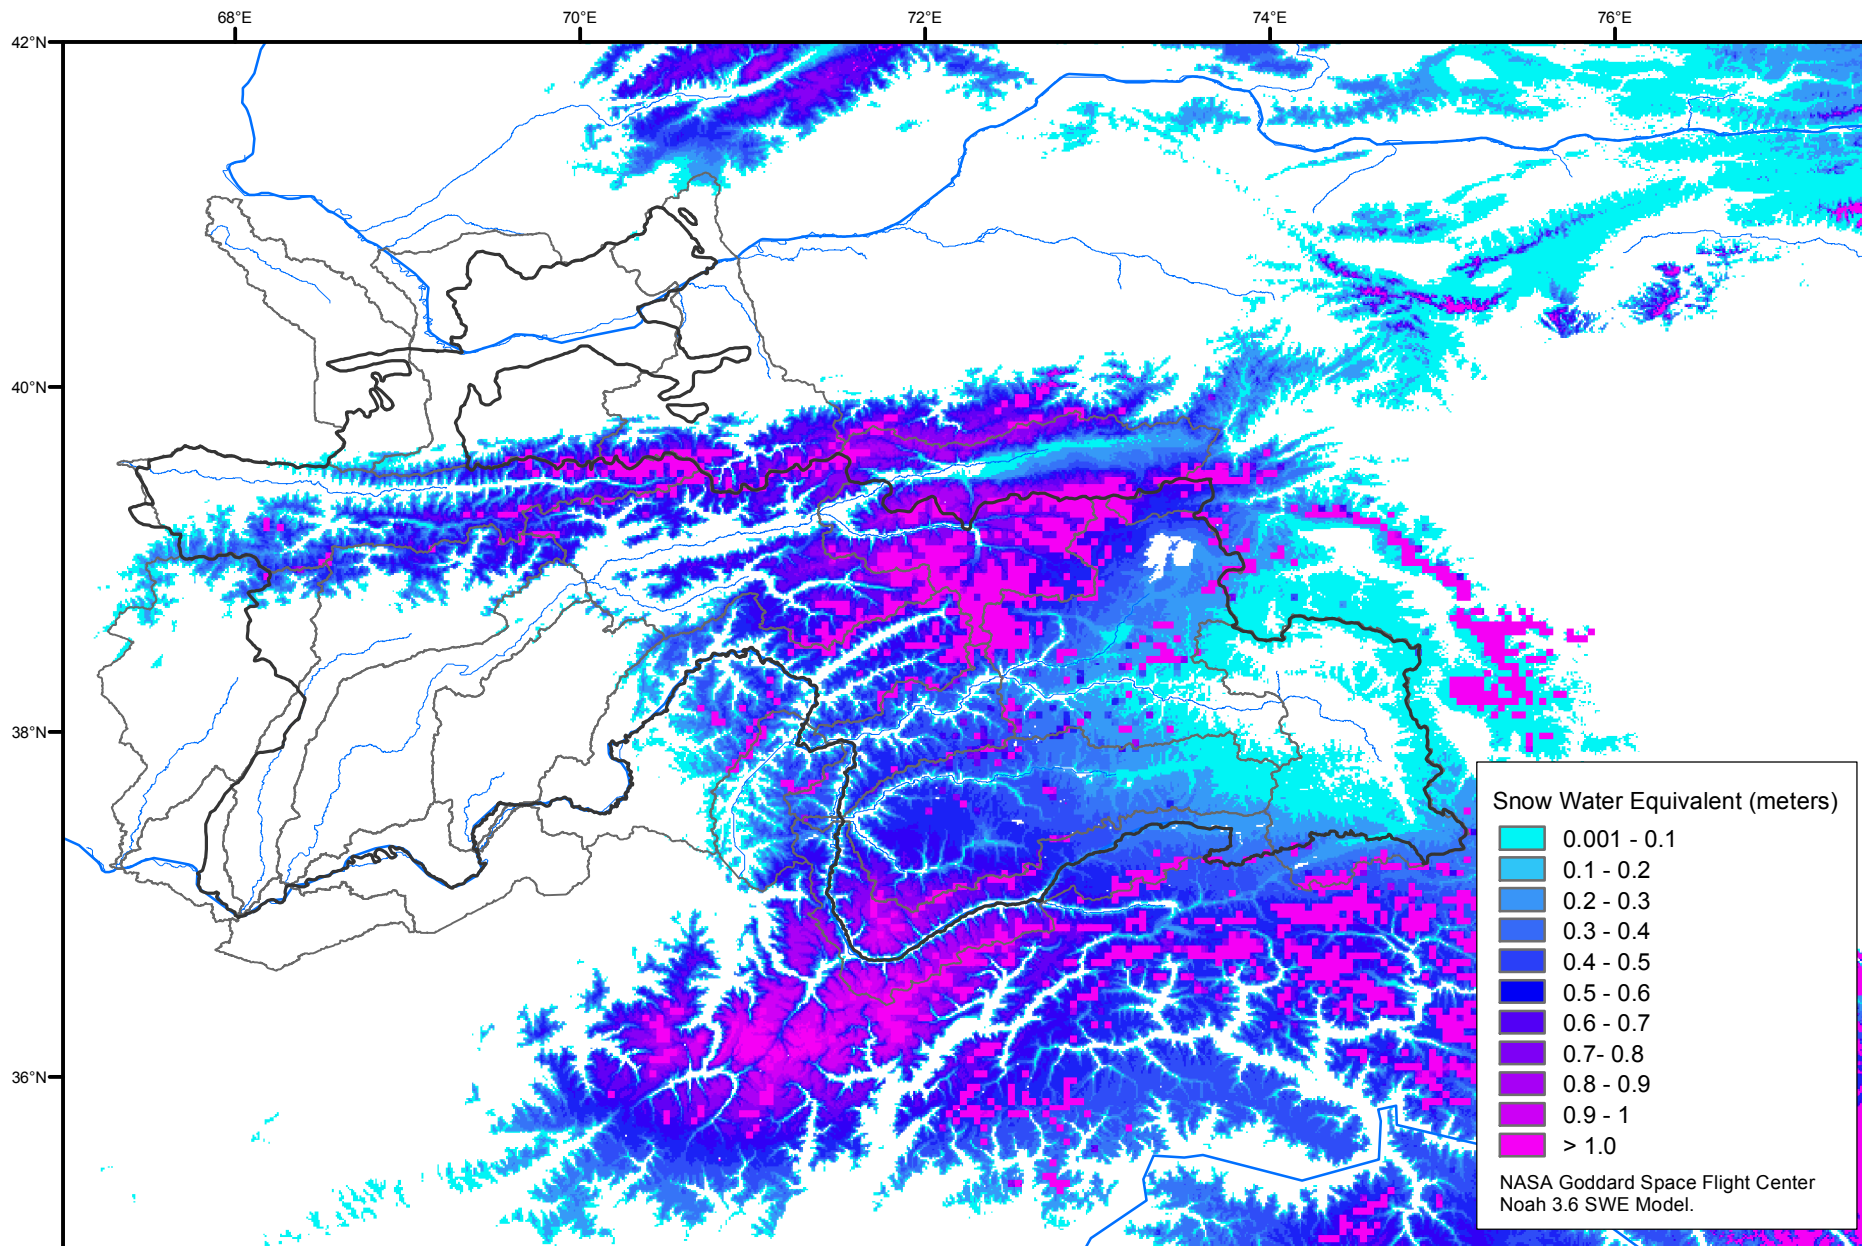 68°E 70°E 72°E 74°E 76°E
42°N
40°N
38°N
36°N
Snow Water Equivalent (meters)
0.001 - 0.1
0.1 - 0.2
0.2 - 0.3
0.3 - 0.4
0.4 - 0.5
0.5 - 0.6
0.6 - 0.7
0.7- 0.8
0.8 - 0.9
0.9 - 1
> 1.0
NASA Goddard Space Flight Center
Noah 3.6 SWE Model.